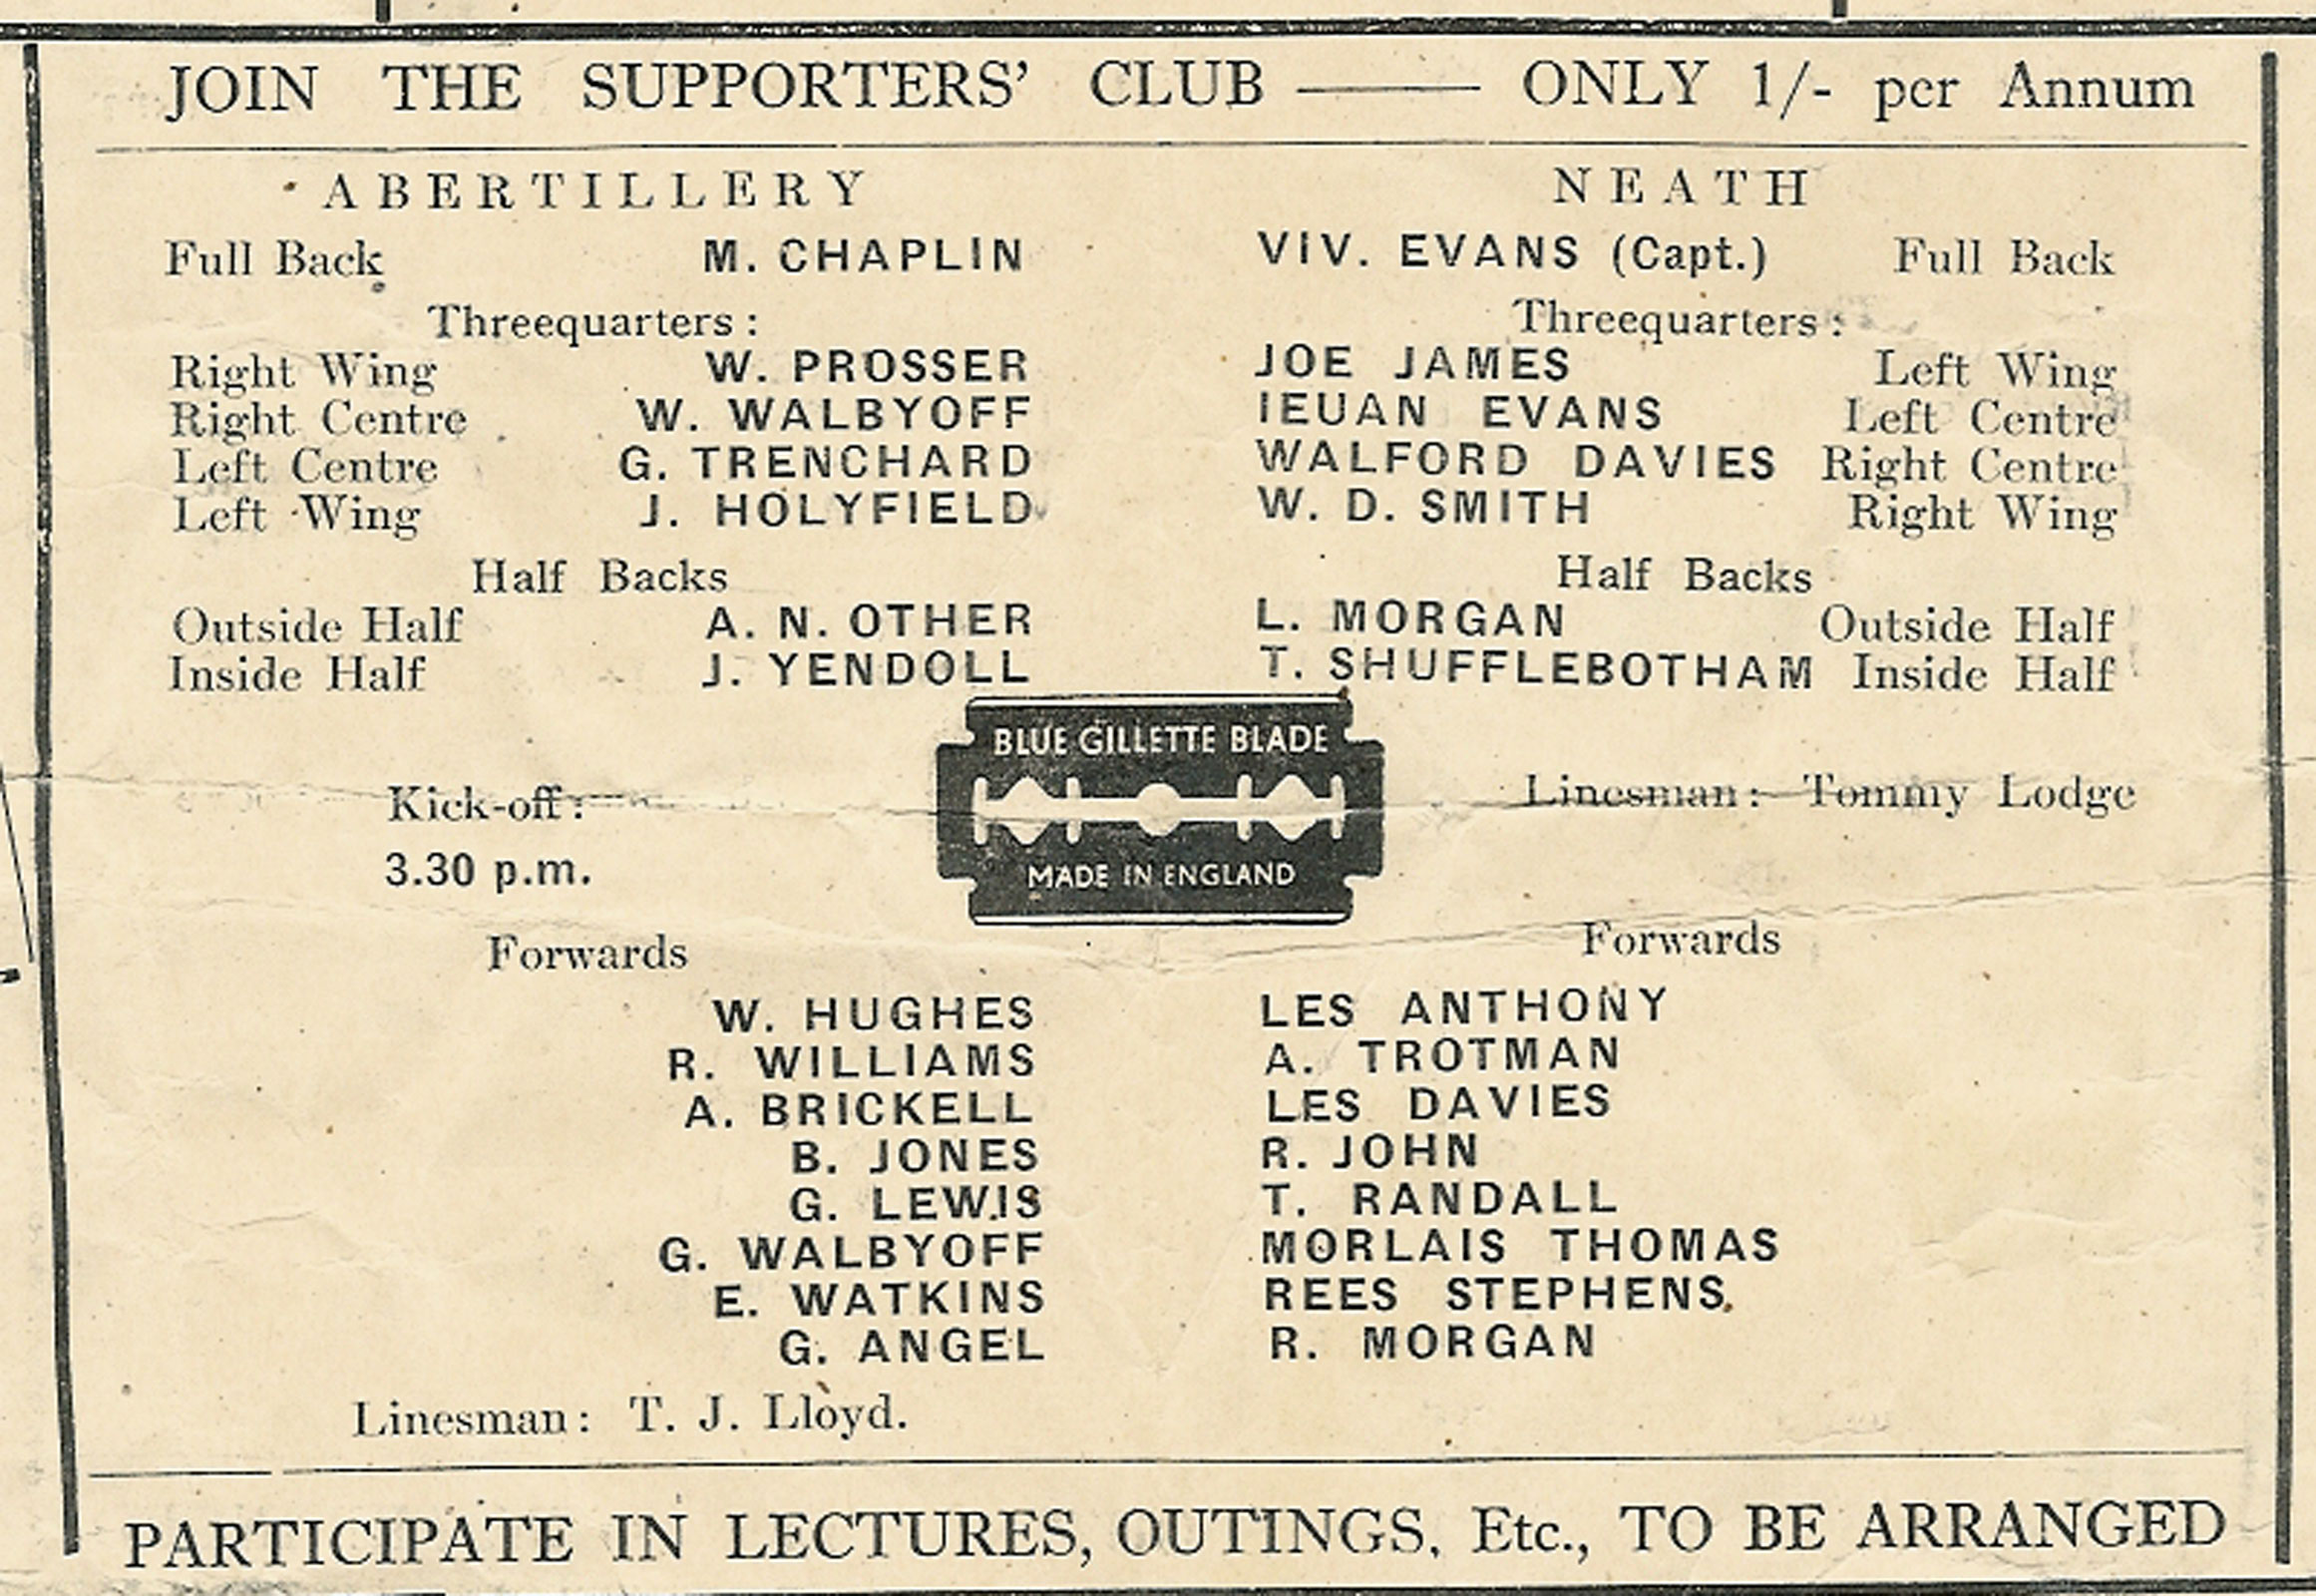 JOIN THE SUPPORTERS' CLUB —— ONLY 1/- per Annum
ABERTILLERY NEATH
Full Back M. CHAPLIN VIV. EVANS (Capt.) Full Back
Threequarters: Threequarters:
Right Wing W. PROSSER JOE JAMES Left Wing
Right Centre W. WALBYOFF IEUAN EVANS Left Centre
Left Centre G. TRENCHARD WALFORD DAVIES Right Centre
Left Wing J. HOLYFIELD W. D. SMITH Right Wing
Half Backs Half Backs
Outside Half A. N. OTHER L. MORGAN Outside Half
Inside Half J. YENDOLL T. SHUFFLEBOTHAM Inside Half
BLUE GILLETTE BLADE
Kick-off: Linesman: Tommy Lodge
3.30 p.m.
MADE IN ENGLAND
Forwards Forwards
W. HUGHES LES ANTHONY
R. WILLIAMS A. TROTMAN
A. BRICKELL LES DAVIES
B. JONES R. JOHN
G. LEWIS T. RANDALL
G. WALBYOFF MORLAIS THOMAS
E. WATKINS REES STEPHENS
G. ANGEL R. MORGAN
Linesman: T. J. Lloyd.
PARTICIPATE IN LECTURES, OUTINGS, Etc., TO BE ARRANGED